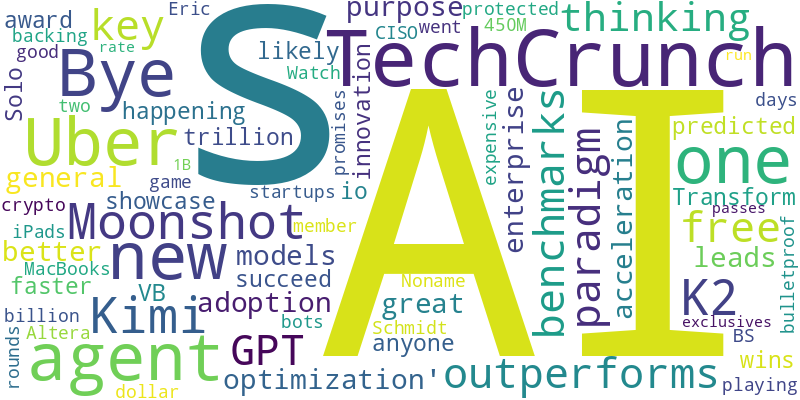 Eric
purpose
protected
award
key
S
thinking
backing
likely
TechCrunch
CISO
went
450M
good
rate
Bye
Watch
run
Solo
two
happening
innovation
promises
AI
expensive
enterprise
benchmarks
days
Uber
trillion
paradigm
acceleration
predicted
1B
one
general
game
startups
io
Transform
crypto
showcase
Moonshot
member
free
passes
iPads
new
models
better
leads
bulletproof
MacBooks
succeed
Noname
faster
VB
adoption
great
K2
billion
Kimi
bots
Schmidt
exclusives
Altera
GPT
anyone
BS
rounds
agent
optimization'
outperforms
wins
dollar
playing